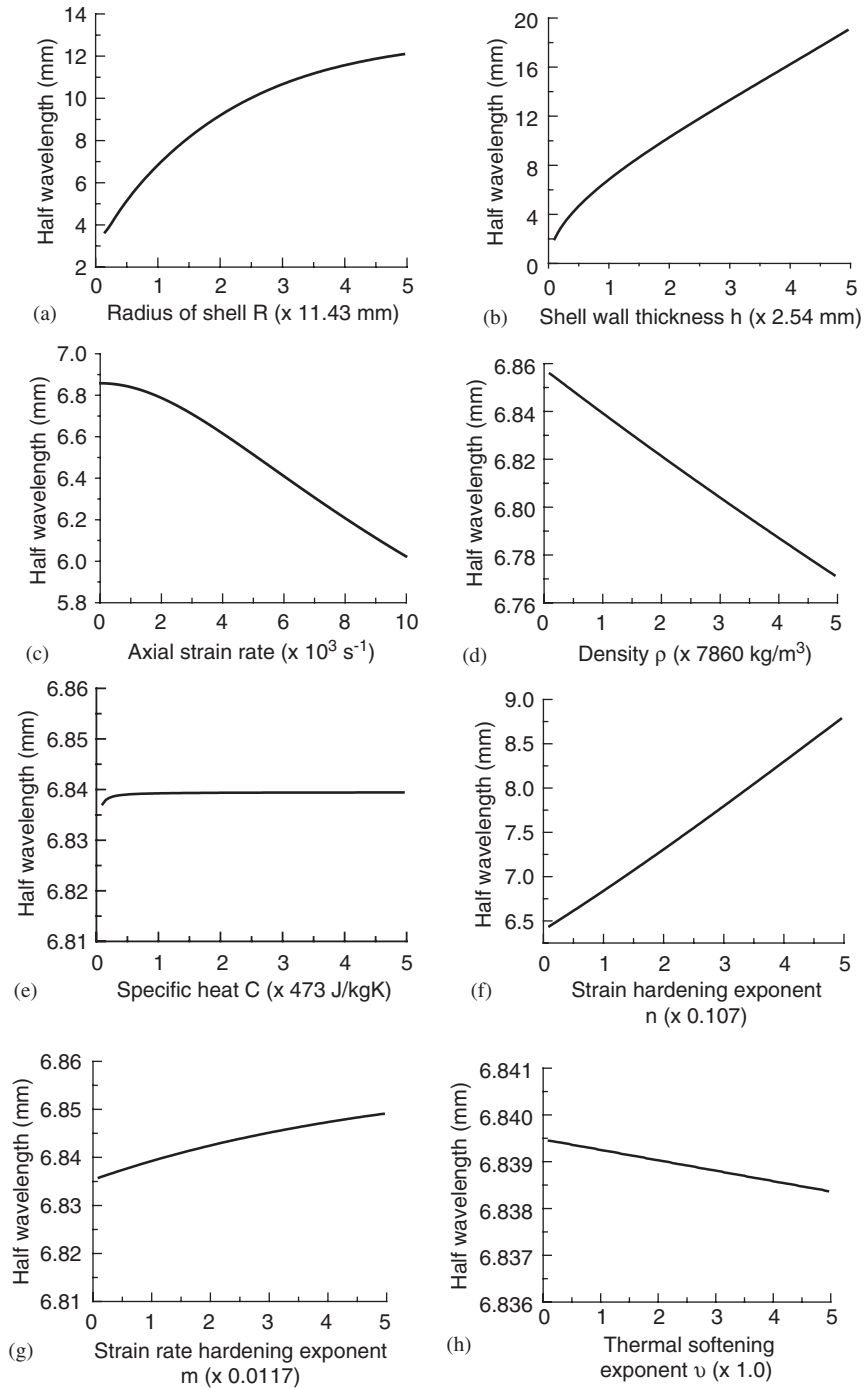 14
12
10
8
6
4
2
Half wavelength (mm)
0 1 2 3 4 5
(a) Radius of shell R (x 11.43 mm)
20
16
12
8
4
0
Half wavelength (mm)
0 1 2 3 4 5
(b) Shell wall thickness h (x 2.54 mm)
7.0
6.8
6.6
6.4
6.2
6.0
5.8
Half wavelength (mm)
0 2 4 6 8 10
(c) Axial strain rate (x 10³ s⁻¹)
6.86
6.84
6.82
6.80
6.78
6.76
Half wavelength (mm)
0 1 2 3 4 5
(d) Density ρ (x 7860 kg/m³)
6.86
6.85
6.84
6.83
6.82
6.81
Half wavelength (mm)
0 1 2 3 4 5
(e) Specific heat C (x 473 J/kgK)
9.0
8.5
8.0
7.5
7.0
6.5
Half wavelength (mm)
0 1 2 3 4 5
(f) Strain hardening exponent
n (x 0.107)
6.86
6.85
6.84
6.83
6.82
6.81
Half wavelength (mm)
0 1 2 3 4 5
(g) Strain rate hardening exponent
m (x 0.0117)
6.841
6.840
6.839
6.838
6.837
6.836
Half wavelength (mm)
0 1 2 3 4 5
(h) Thermal softening
exponent υ (x 1.0)